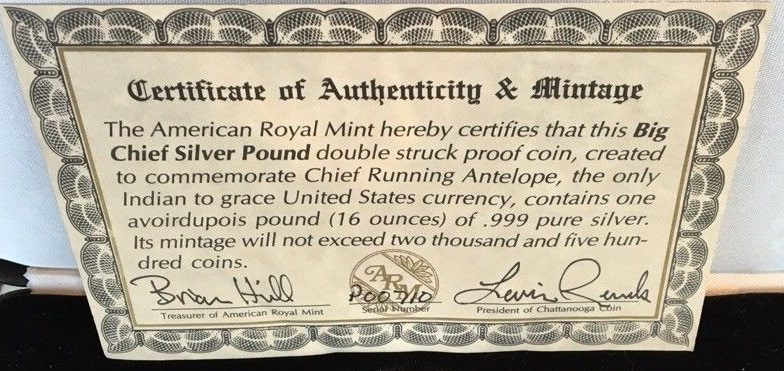 Certificate of Authenticity & Mintage
The American Royal Mint hereby certifies that this Big
Chief Silver Pound double struck proof coin, created
to commemorate Chief Running Antelope, the only
Indian to grace United States currency, contains one
avoirdupois pound (16 ounces) of .999 pure silver.
Its mintage will not exceed two thousand and five hun-
dred coins.
ARM
Brian Hill
Treasurer of American Royal Mint
Serial Number
President of Chattanooga Coin